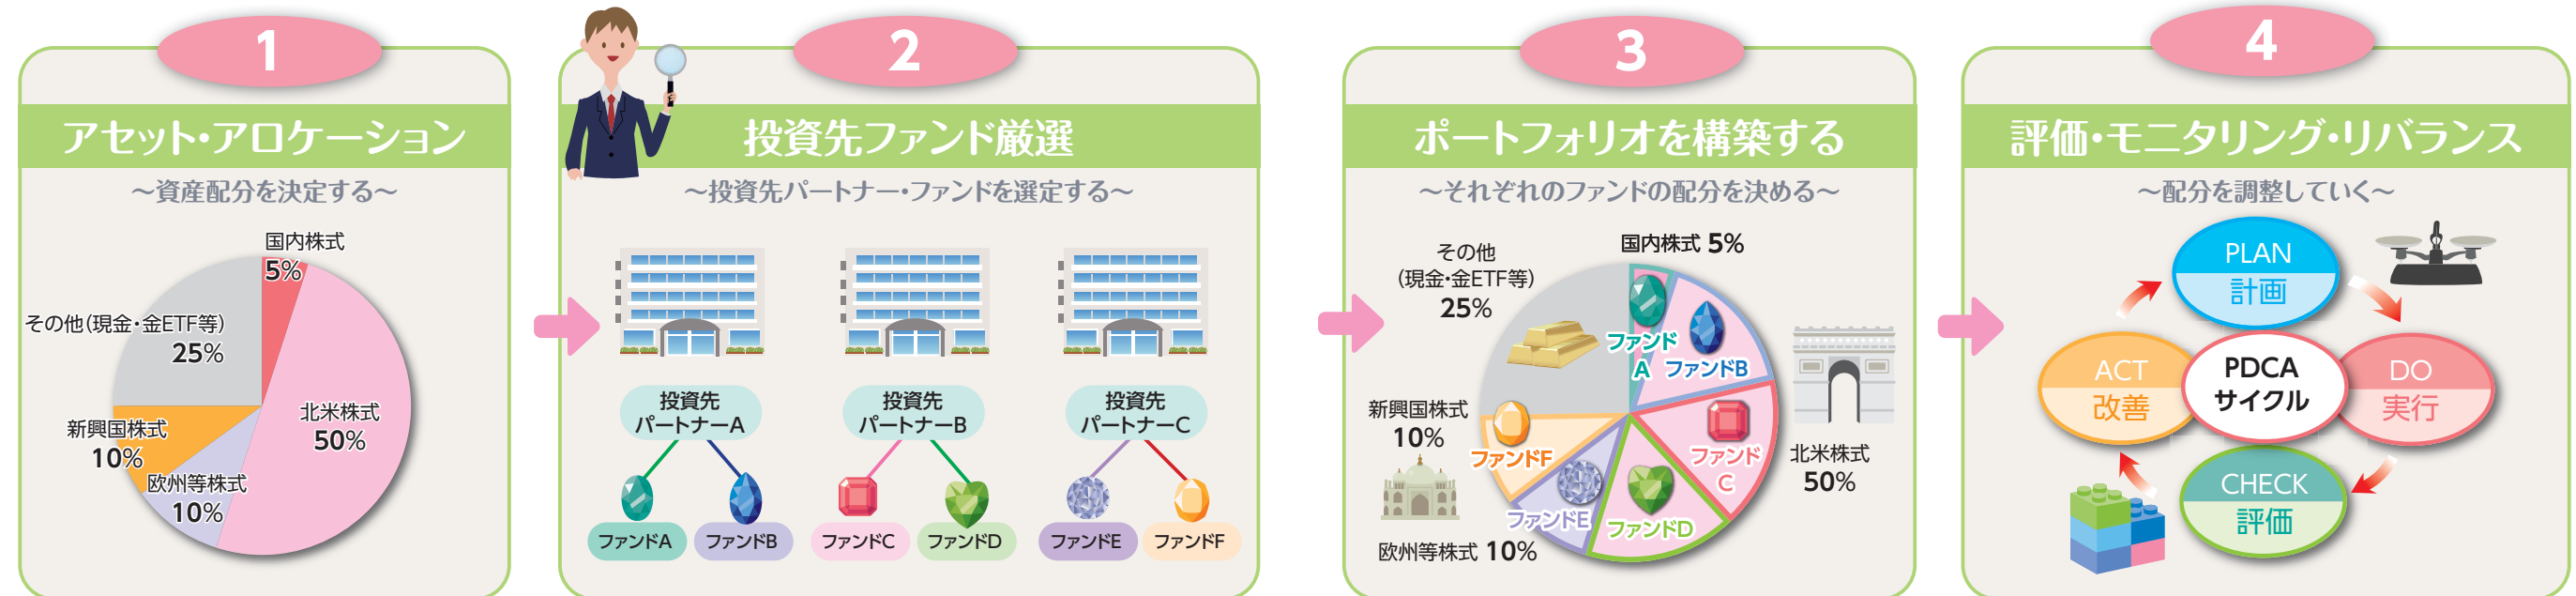 1
アセット・アロケーション
～資産配分を決定する～
国内株式
5%
その他(現金・金ETF等)
25%
北米株式
50%
新興国株式
10%
欧州等株式
10%
2
投資先ファンド厳選
～投資先パートナー・ファンドを選定する～
投資先
パートナーA
投資先
パートナーB
投資先
パートナーC
ファンドA
ファンドB
ファンドC
ファンドD
ファンドE
ファンドF
3
ポートフォリオを構築する
～それぞれのファンドの配分を決める～
国内株式 5%
その他
(現金・金ETF等)
25%
ファンド
A
ファンドB
新興国株式
10%
ファンドF
ファンド
C
北米株式
50%
ファンドE
ファンドD
欧州等株式 10%
4
評価・モニタリング・リバランス
～配分を調整していく～
PLAN
計画
ACT
改善
PDCA
サイクル
DO
実行
CHECK
評価